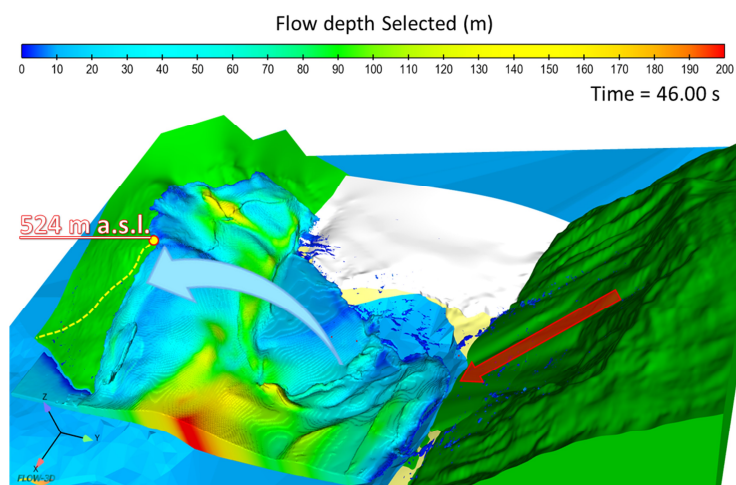 Flow depth Selected (m)
0 10 20 30 40 50 60 70 80 90 100 110 120 130 140 150 160 170 180 190 200
Time = 46.00 s
524 m a.s.l.
Z
Y
X
FLOW-3D